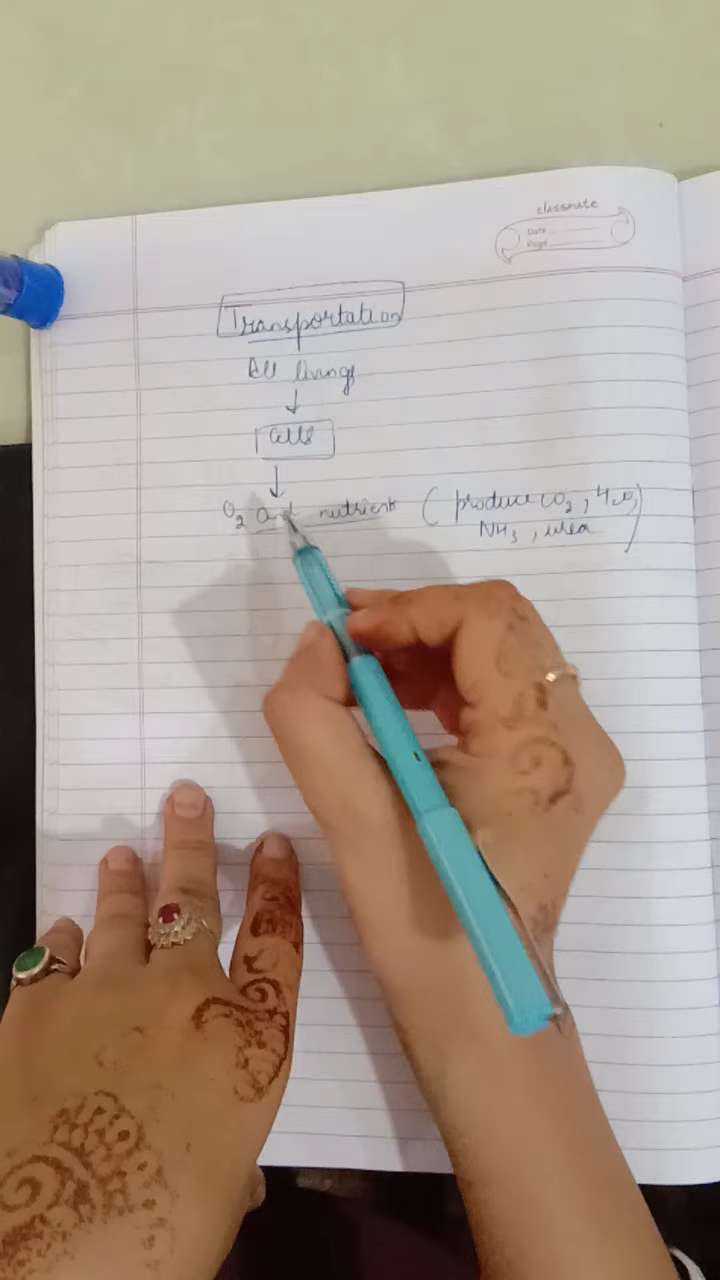 classmate
Date
Page
Transportation
All livings
↓
cells
↓
O2 and nutrient ( produce CO2, H2O,
NH3, urea )